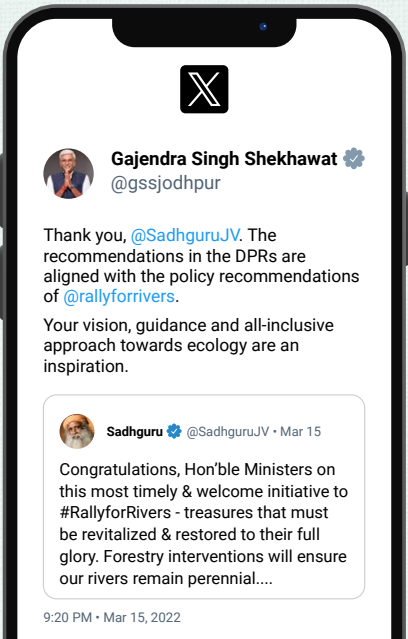 Gajendra Singh Shekhawat
@gssjodhpur
Thank you, @SadhguruJV. The
recommendations in the DPRs are
aligned with the policy recommendations
of @rallyforrivers.
Your vision, guidance and all-inclusive
approach towards ecology are an
inspiration.
Sadhguru @SadhguruJV • Mar 15
Congratulations, Hon'ble Ministers on
this most timely & welcome initiative to
#RallyforRivers - treasures that must
be revitalized & restored to their full
glory. Forestry interventions will ensure
our rivers remain perennial....
9:20 PM • Mar 15, 2022